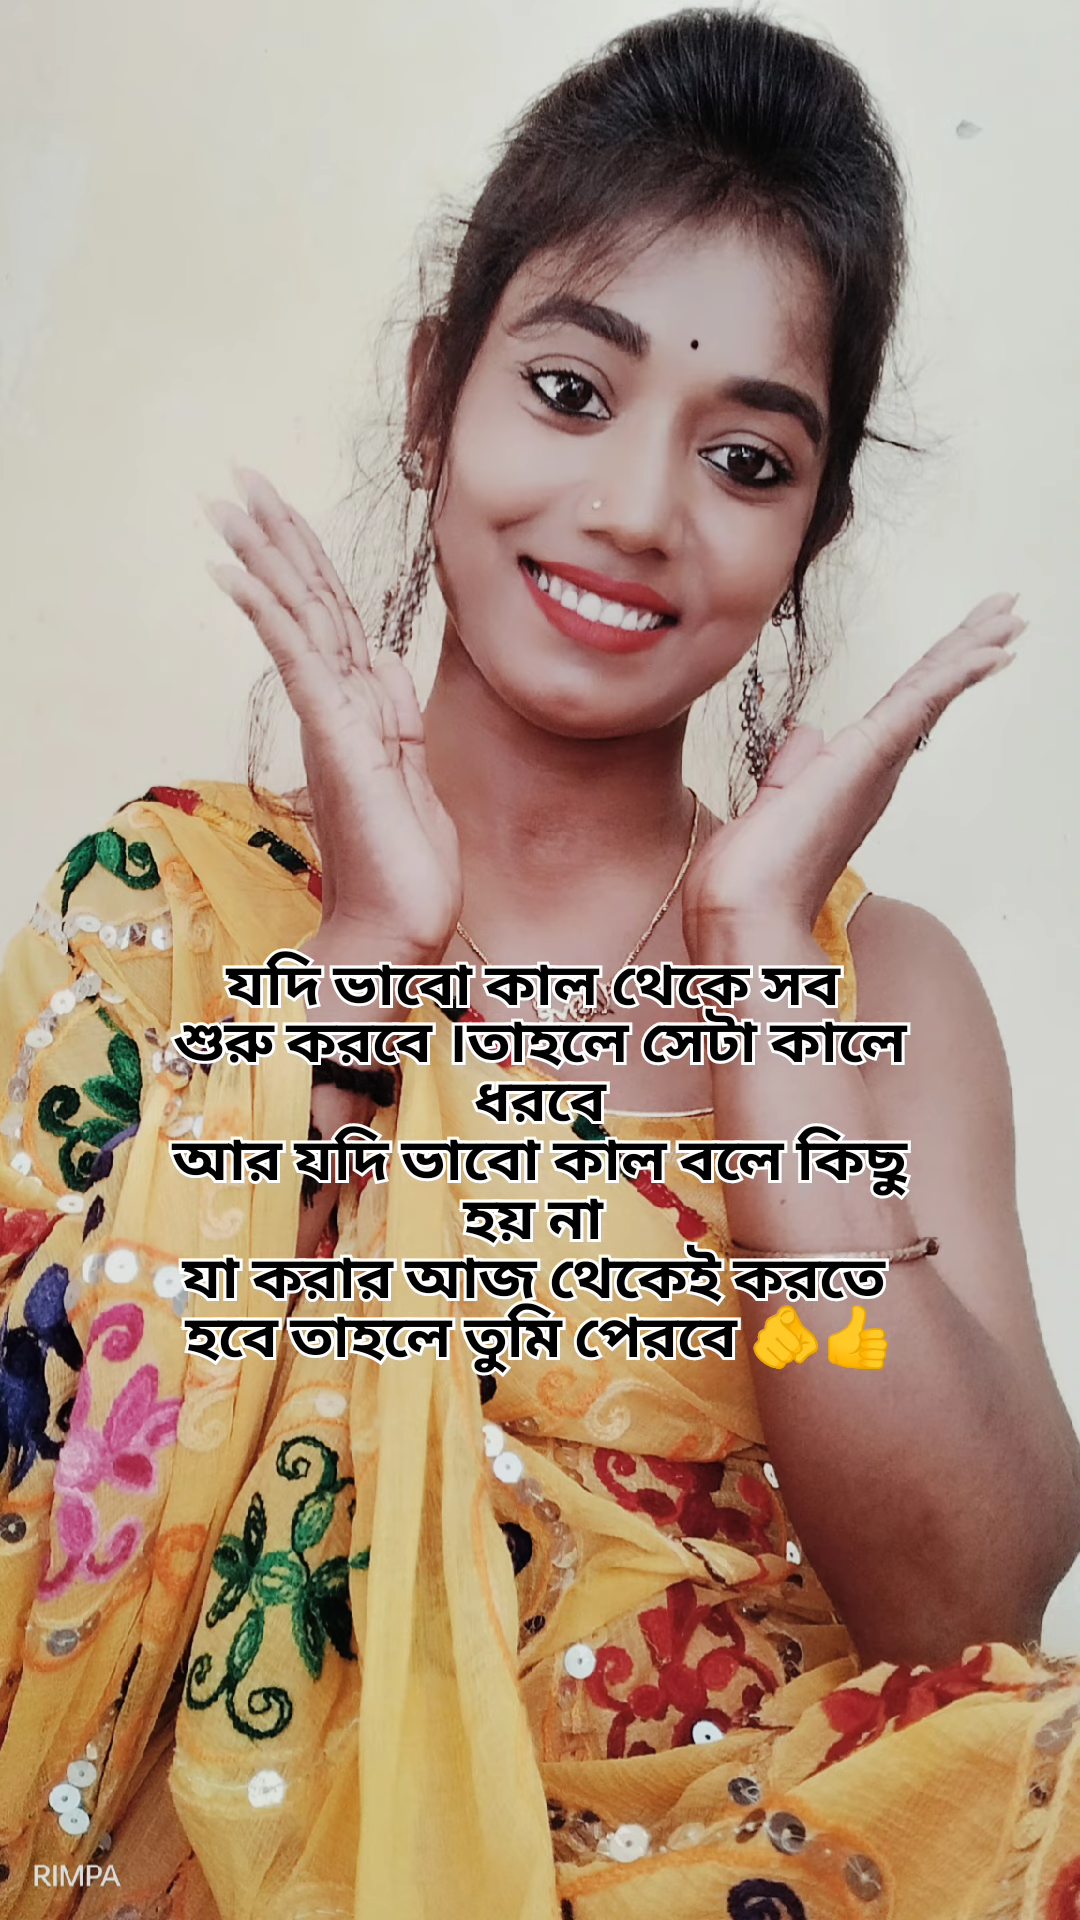 যদি ভাবো কাল থেকে সব
শুরু করবে ।তাহলে সেটা কালে
ধরবে
আর যদি ভাবো কাল বলে কিছু
হয় না
যা করার আজ থেকেই করতে
হবে তাহলে তুমি পেরবে 🫵👍
RIMPA